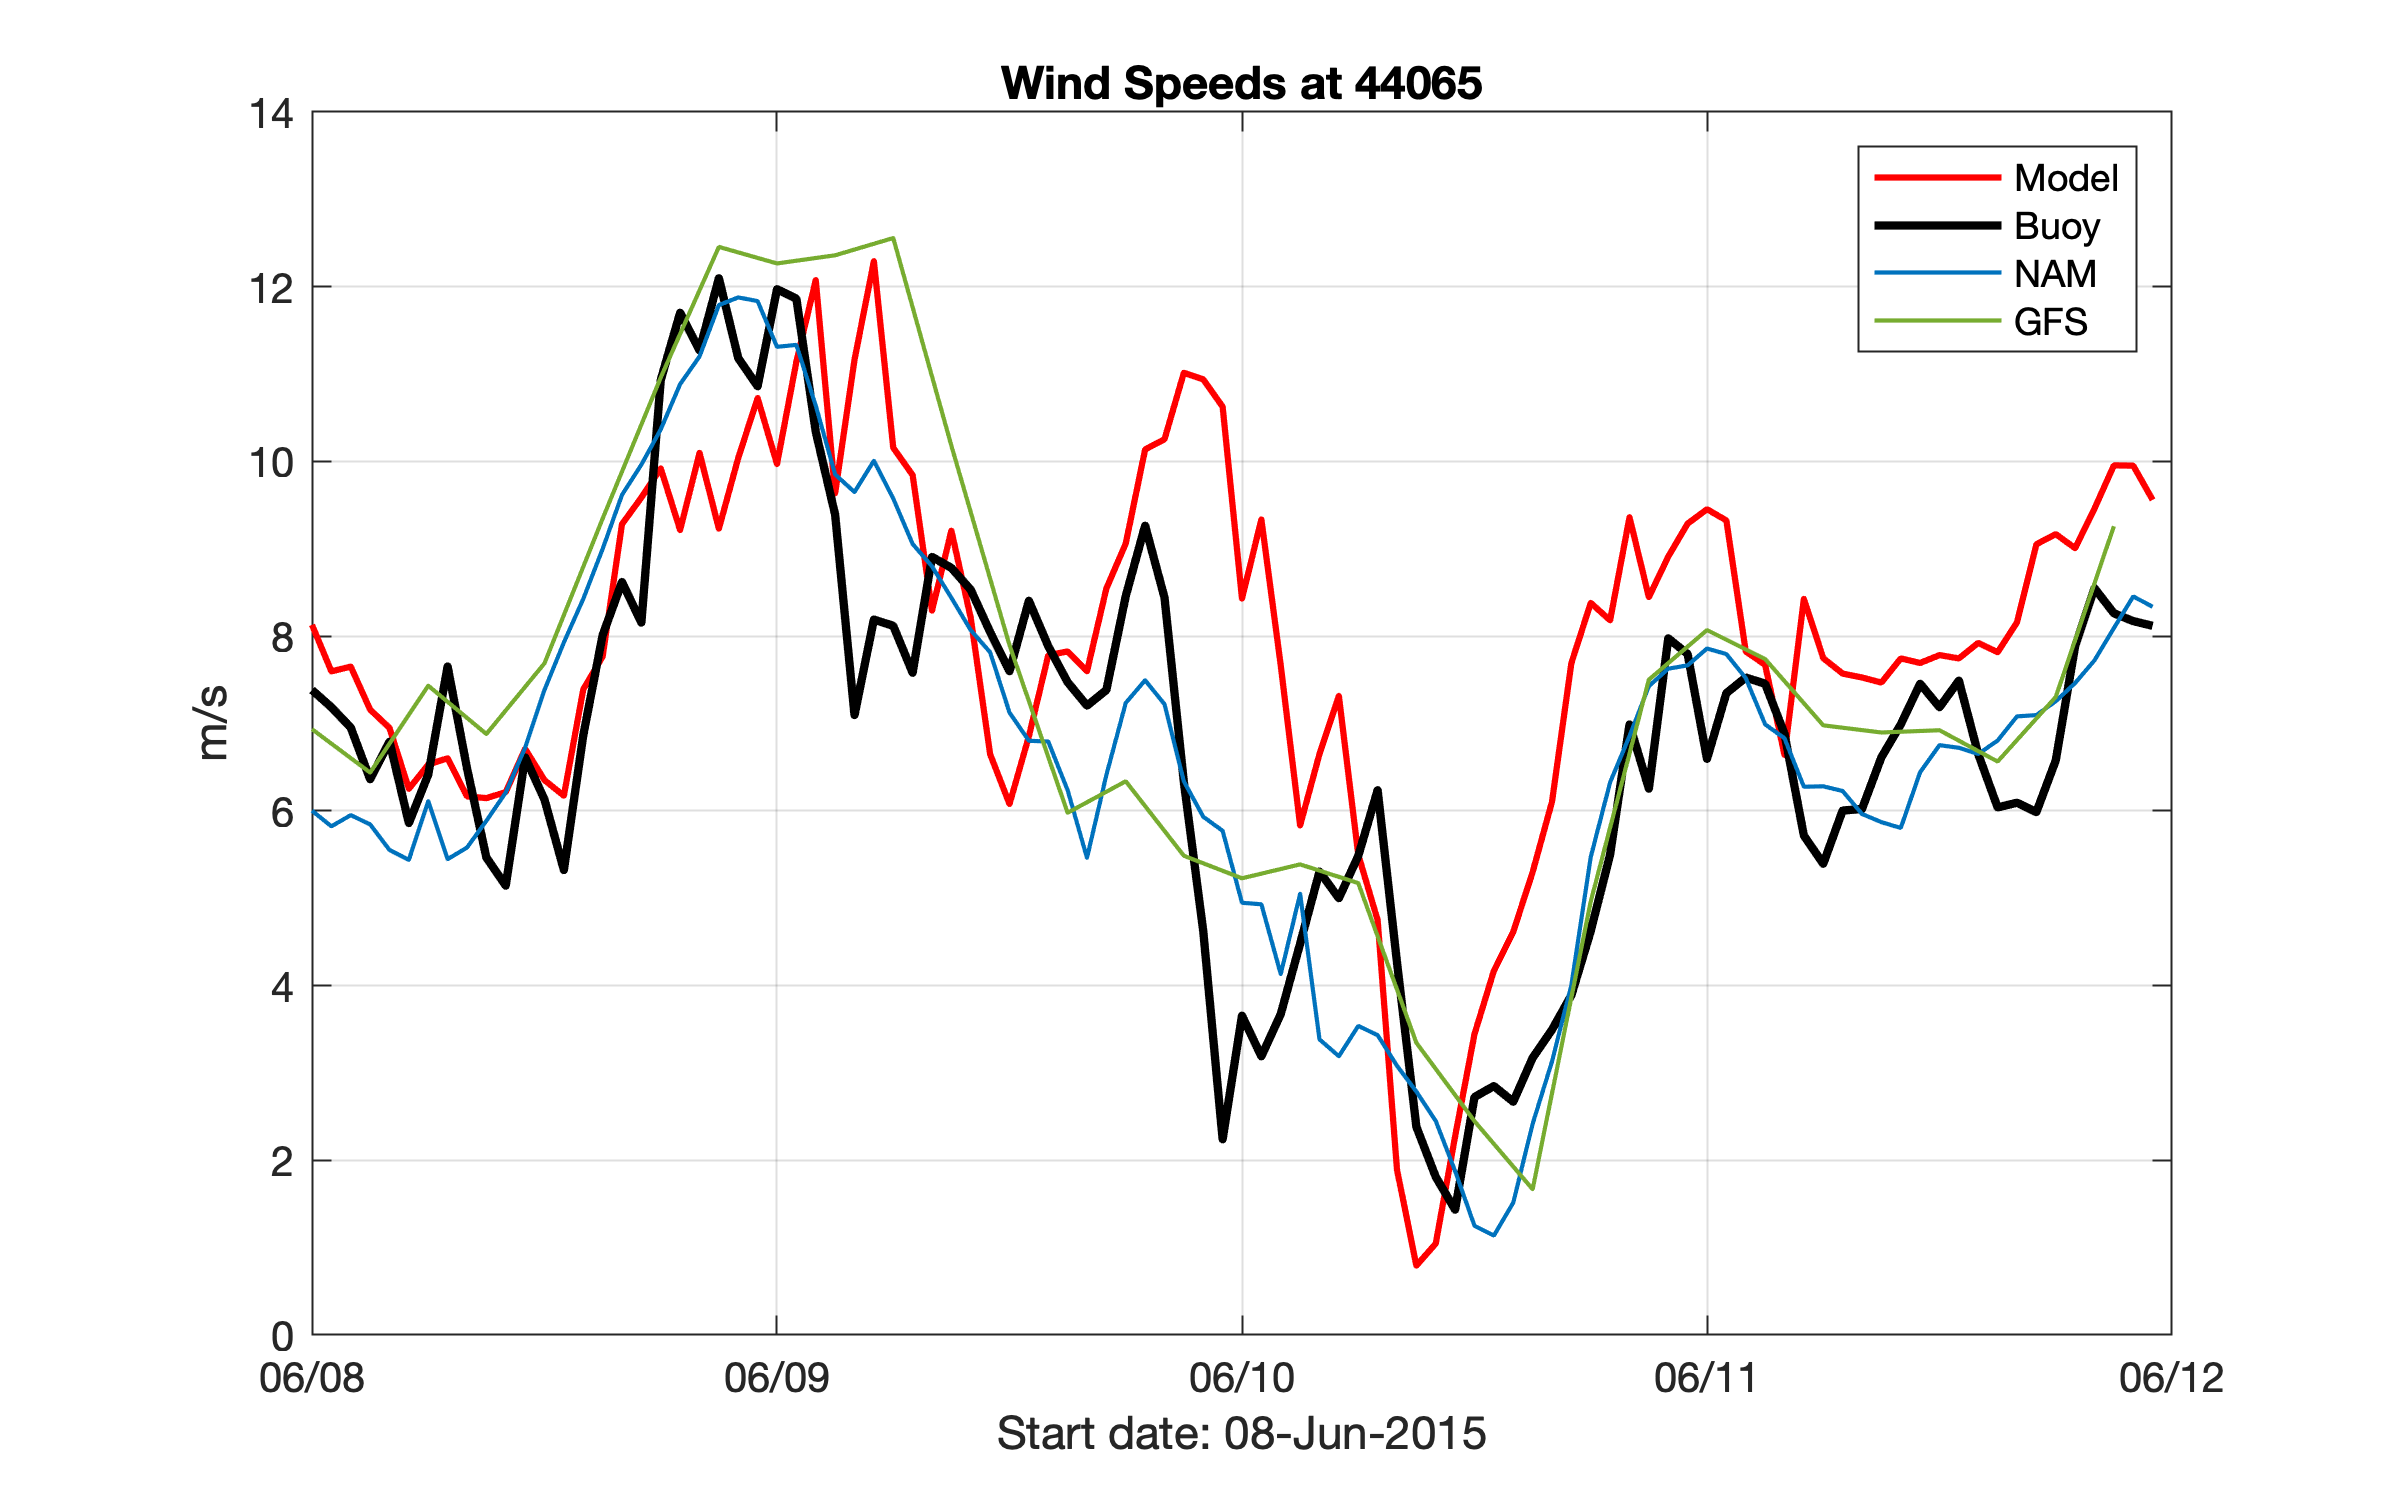 Wind Speeds at 44065
14
12
10
8
6
4
2
0
m/s
Model
Buoy
NAM
GFS
06/08 06/09 06/10 06/11 06/12
Start date: 08-Jun-2015